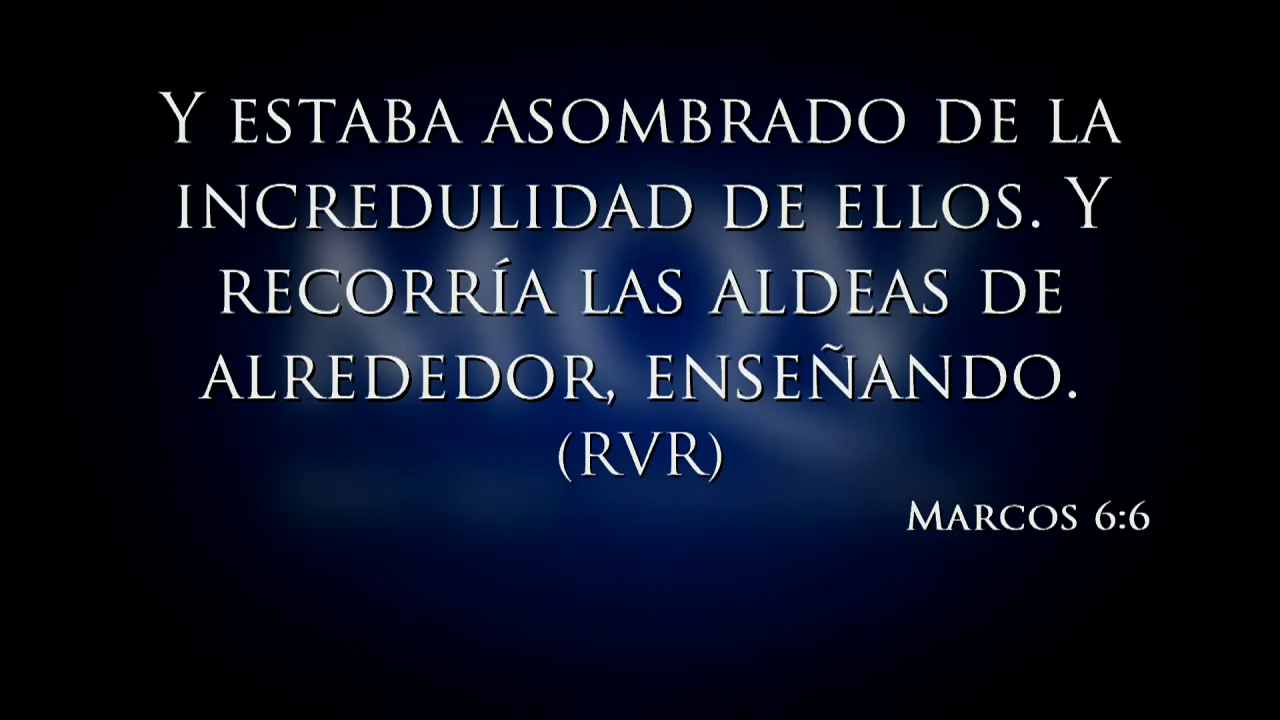 Y ESTABA ASOMBRADO DE LA
INCREDULIDAD DE ELLOS. Y
RECORRÍA LAS ALDEAS DE
ALREDEDOR, ENSEÑANDO.
(RVR)
MARCOS 6:6